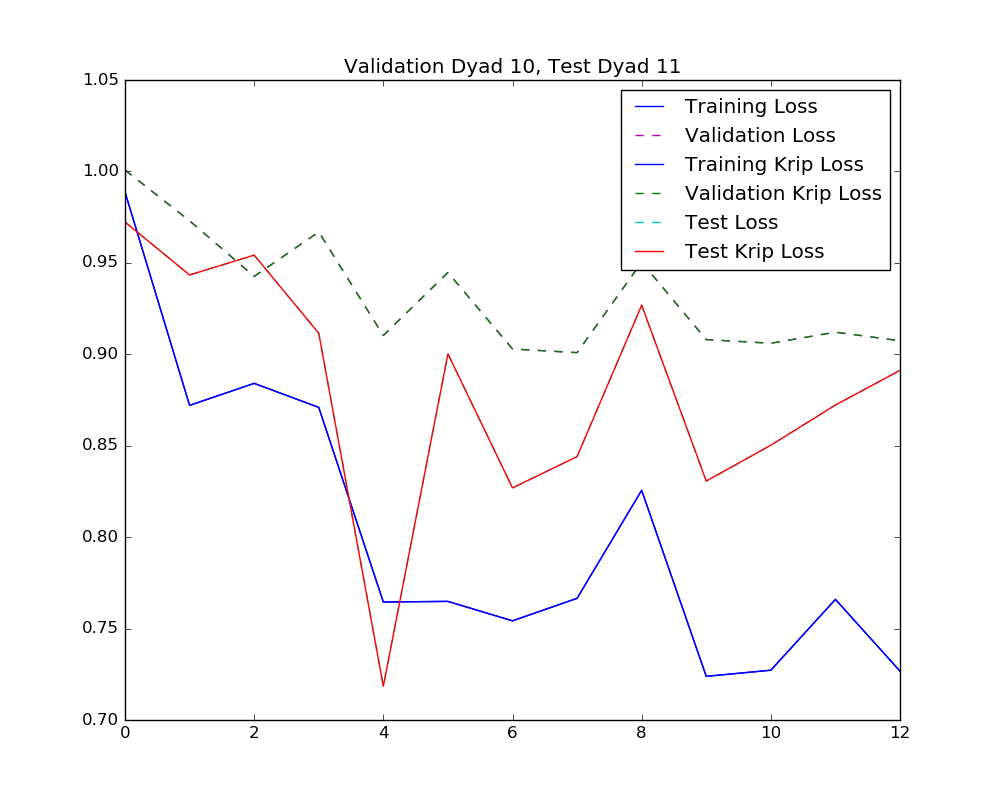 Validation Dyad 10, Test Dyad 11
1.05
1.00
0.95
0.90
0.85
0.80
0.75
0.70
Training Loss
Validation Loss
Training Krip Loss
Validation Krip Loss
Test Loss
Test Krip Loss
0 2 4 6 8 10 12